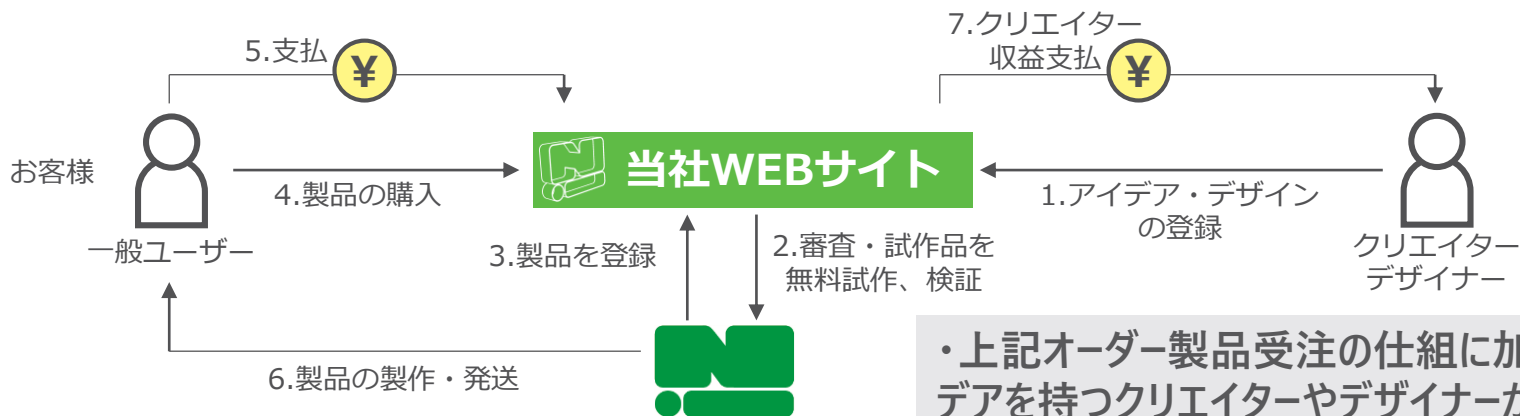 5.支払
¥
7.クリエイター
収益支払
¥
お客様
一般ユーザー
4.製品の購入
当社WEBサイト
1.アイデア・デザイン
の登録
クリエイター
デザイナー
3.製品を登録
2.審査・試作品を
無料試作、検証
6.製品の製作・発送
・上記オーダー製品受注の仕組に加
デアを持つクリエイターやデザイナーが